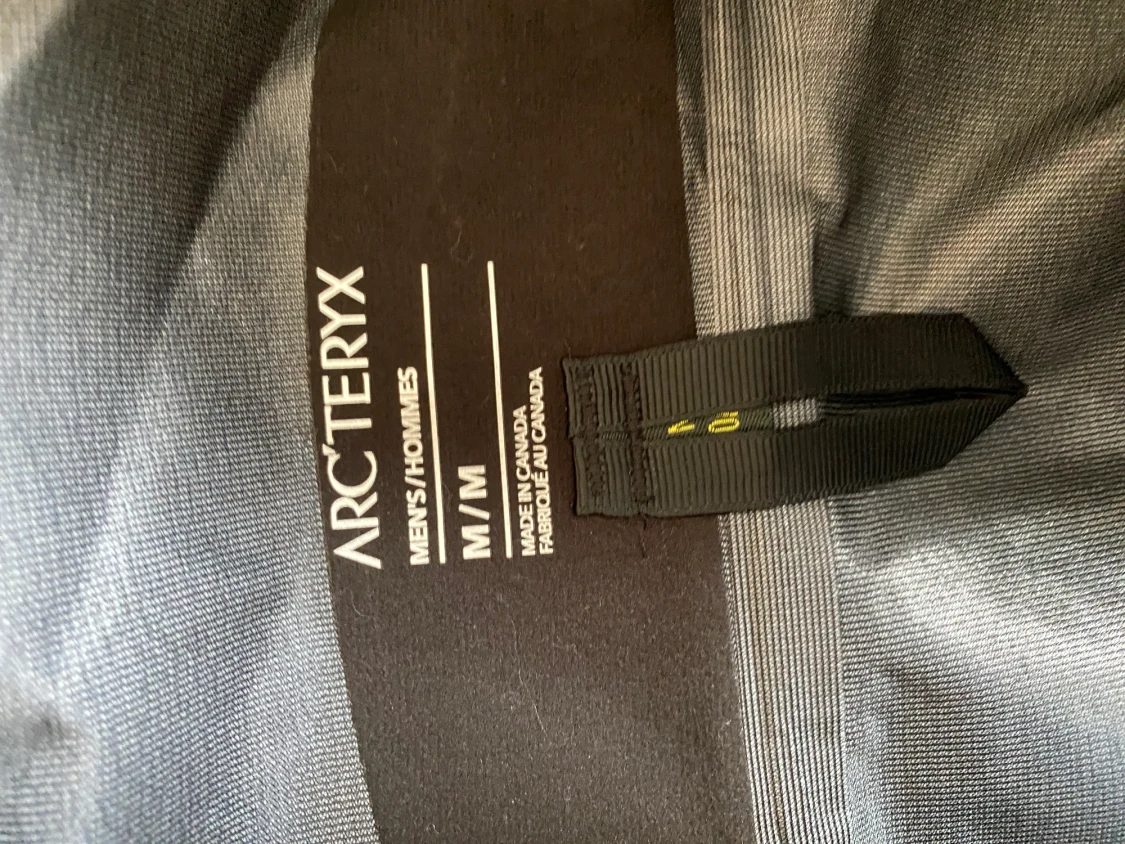 ARC'TERYX
MEN'S/HOMMES
M/M
MADE IN CANADA
FABRIQUÉ AU CANADA